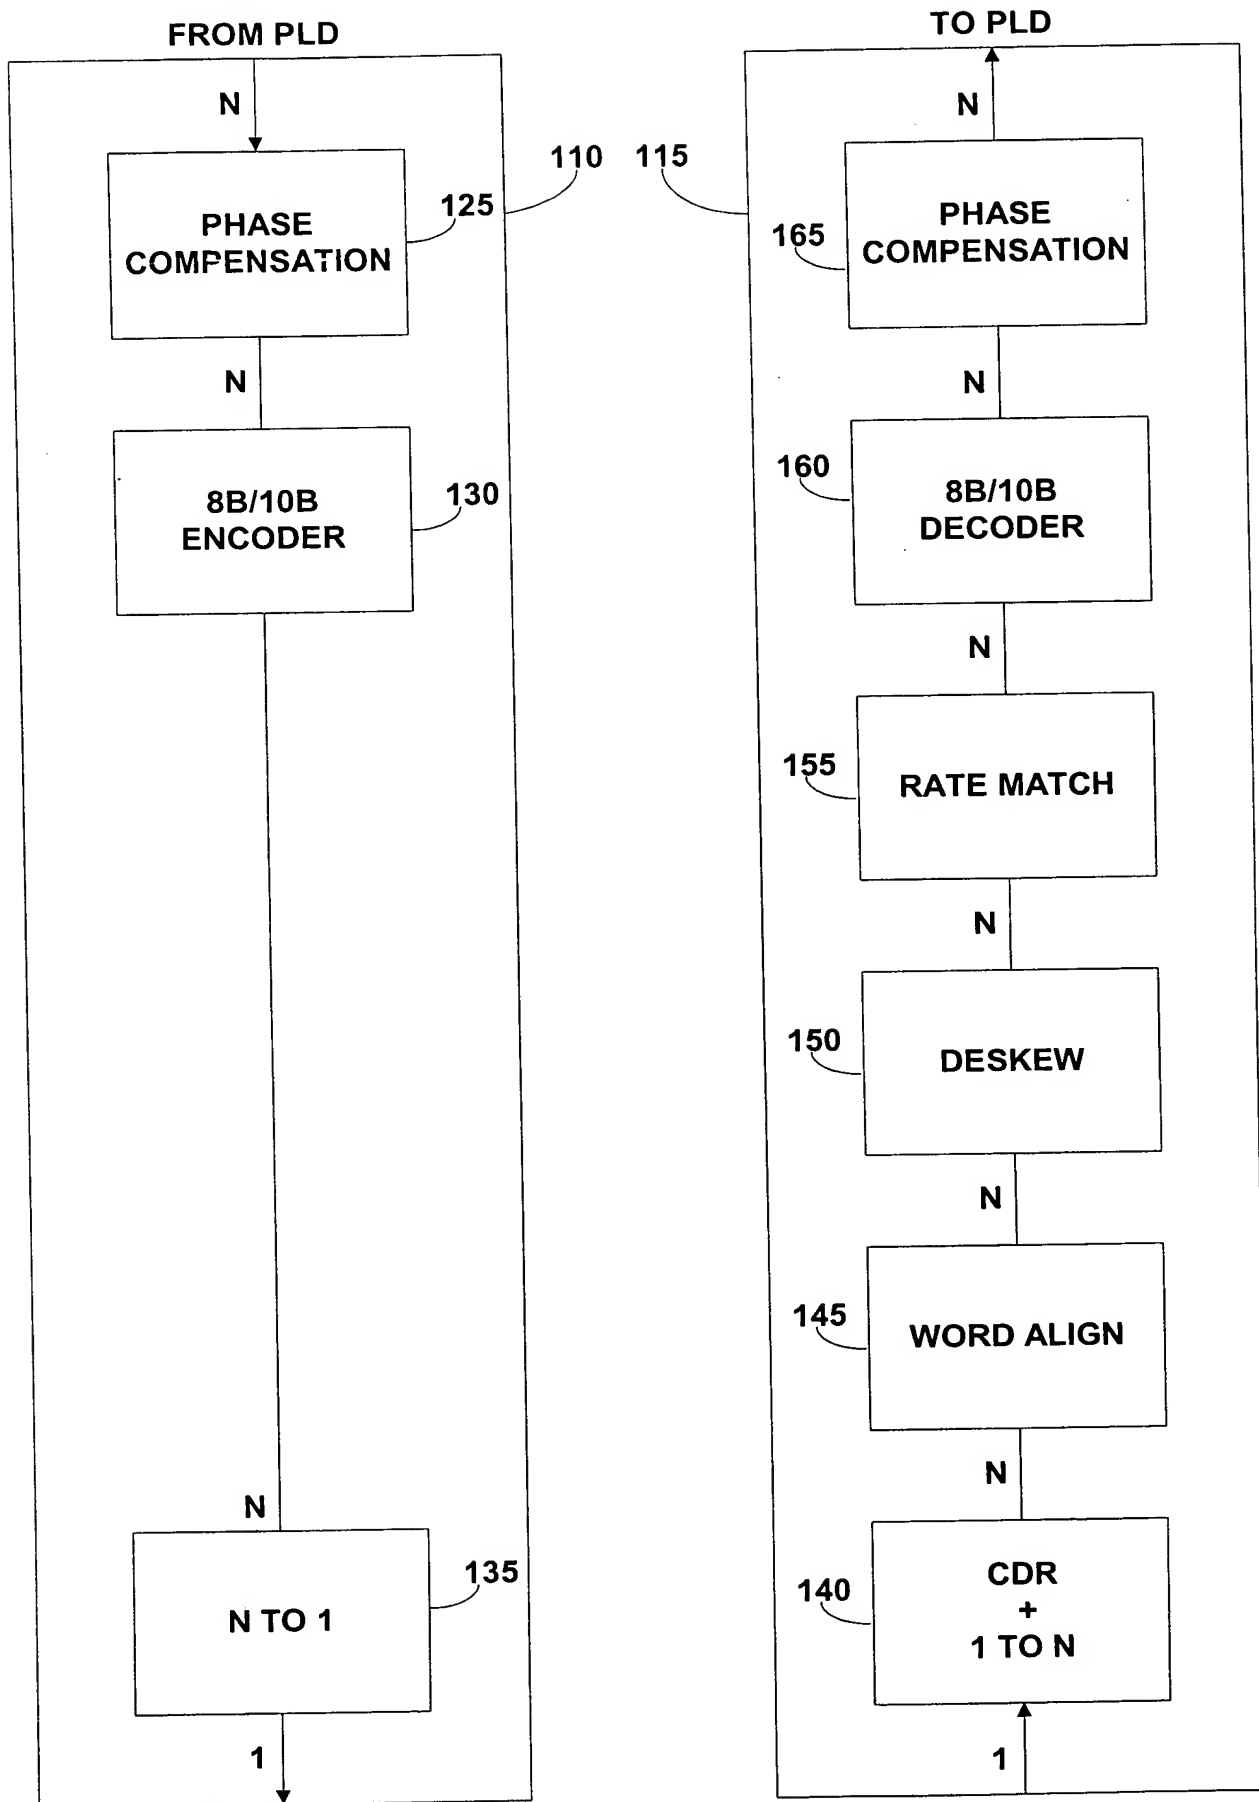 FROM PLD
N
PHASE
COMPENSATION
125
110
N
8B/10B
ENCODER
130
N
N TO 1
135
1
TO PLD
N
115
PHASE
COMPENSATION
165
N
8B/10B
DECODER
160
N
RATE MATCH
155
N
DESKEW
150
N
WORD ALIGN
145
N
CDR
+
1 TO N
140
1